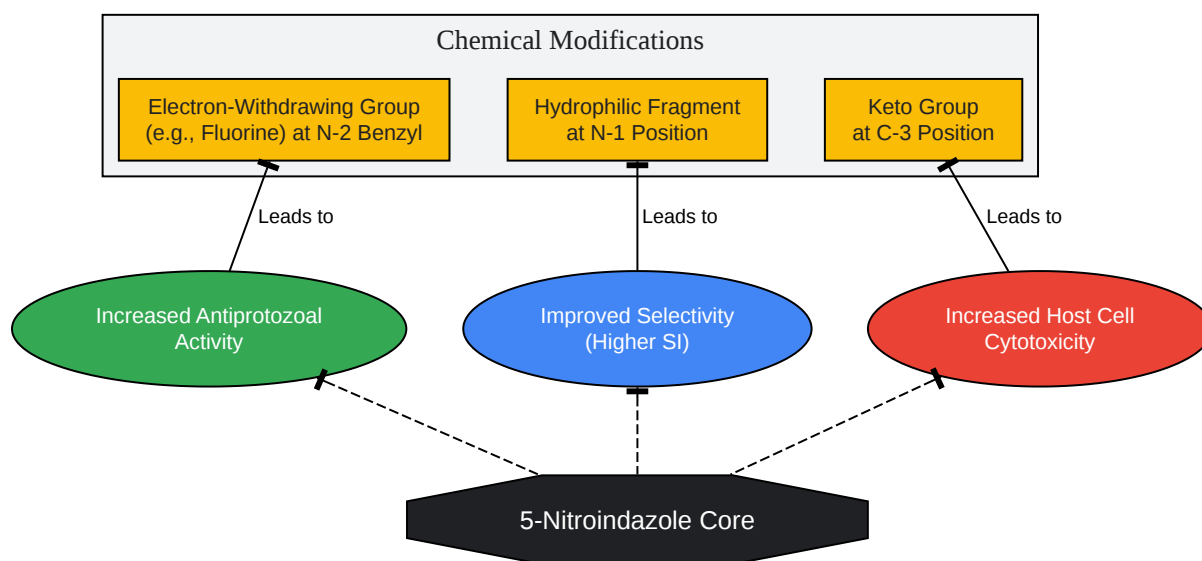 Chemical Modifications
Electron-Withdrawing Group
(e.g., Fluorine) at N-2 Benzyl
Hydrophilic Fragment
at N-1 Position
Keto Group
at C-3 Position
Leads to
Leads to
Leads to
Increased Antiprotozoal
Activity
Improved Selectivity
(Higher SI)
Increased Host Cell
Cytotoxicity
5-Nitroindazole Core